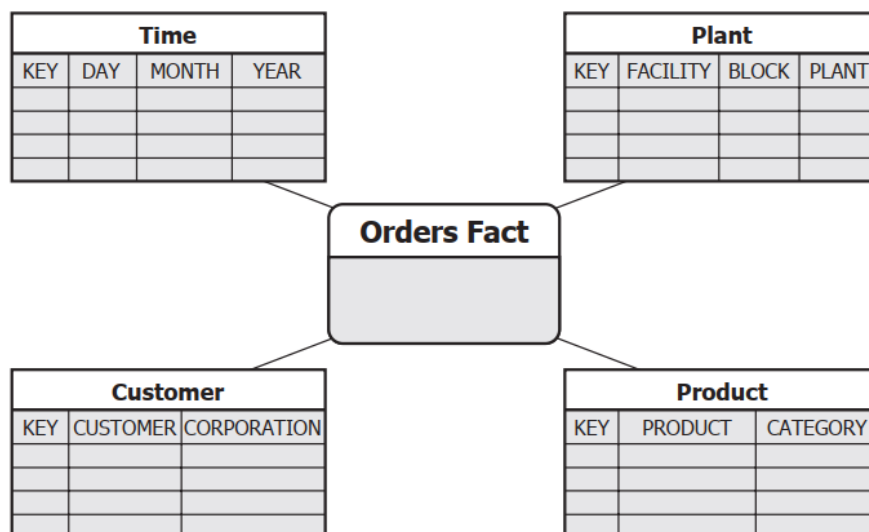 Time
KEY DAY MONTH YEAR
Plant
KEY FACILITY BLOCK PLANT
Orders Fact
Customer
KEY CUSTOMER CORPORATION
Product
KEY PRODUCT CATEGORY